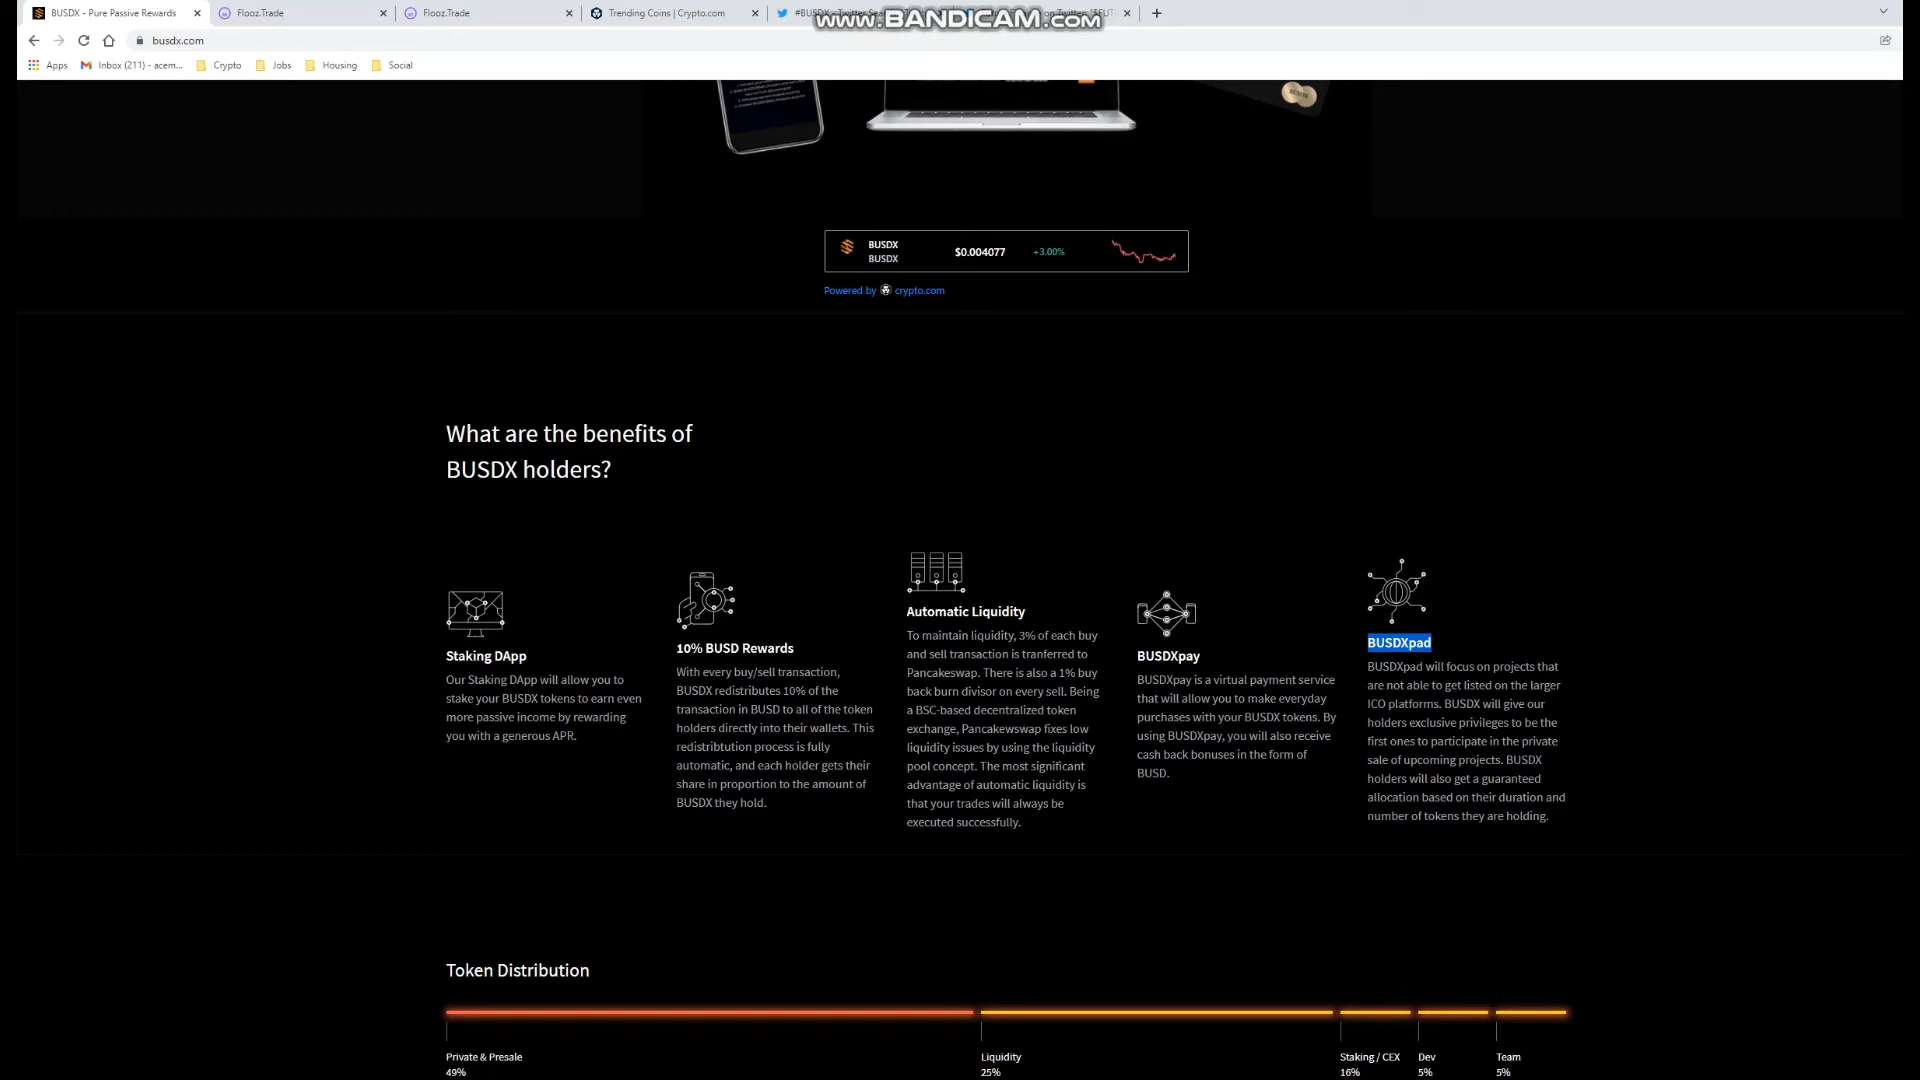 BUSDX - Pure Passive Rewards
Flooz.Trade
Flooz.Trade
Trending Coins | Crypto.com
www.BANDICAM.com
busdx.com
Apps
Inbox (211) - acem...
Crypto
Jobs
Housing
Social
BUSDX
BUSDX
$0.004077
+3.00%
Powered by crypto.com
What are the benefits of
BUSDX holders?
Staking DApp
Our Staking DApp will allow you to
stake your BUSDX tokens to earn even
more passive income by rewarding
you with a generous APR.
10% BUSD Rewards
With every buy/sell transaction,
BUSDX redistributes 10% of the
transaction in BUSD to all of the token
holders directly into their wallets. This
redistribtution process is fully
automatic, and each holder gets their
share in proportion to the amount of
BUSDX they hold.
Automatic Liquidity
To maintain liquidity, 3% of each buy
and sell transaction is tranferred to
Pancakeswap. There is also a 1% buy
back burn divisor on every sell. Being
a BSC-based decentralized token
exchange, Pancakewswap fixes low
liquidity issues by using the liquidity
pool concept. The most significant
advantage of automatic liquidity is
that your trades will always be
executed successfully.
BUSDXpay
BUSDXpay is a virtual payment service
that will allow you to make everyday
purchases with your BUSDX tokens. By
using BUSDXpay, you will also receive
cash back bonuses in the form of
BUSD.
BUSDXpad
BUSDXpad will focus on projects that
are not able to get listed on the larger
ICO platforms. BUSDX will give our
holders exclusive privileges to be the
first ones to participate in the private
sale of upcoming projects. BUSDX
holders will also get a guaranteed
allocation based on their duration and
number of tokens they are holding.
Token Distribution
Private & Presale
49%
Liquidity
25%
Staking / CEX
16%
Dev
5%
Team
5%